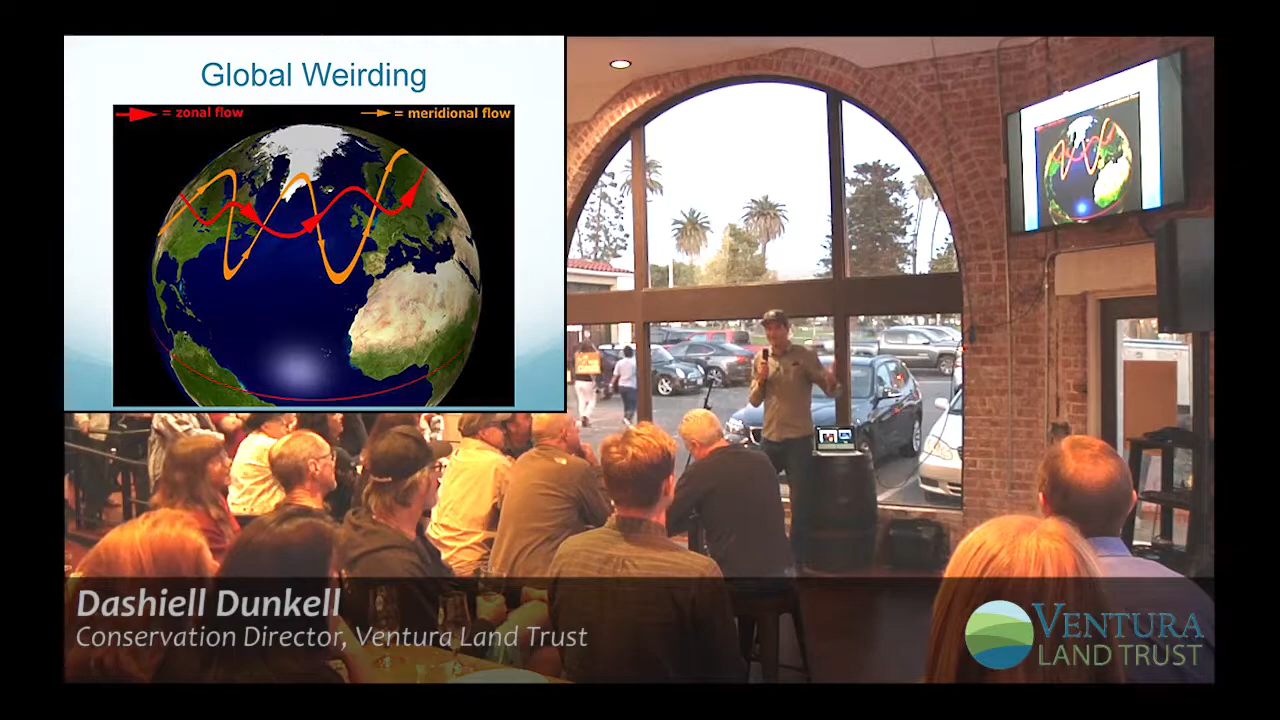 Global Weirding
= zonal flow
= meridional flow
Dashiell Dunkell
Conservation Director, Ventura Land Trust
VENTURA
LAND TRUST